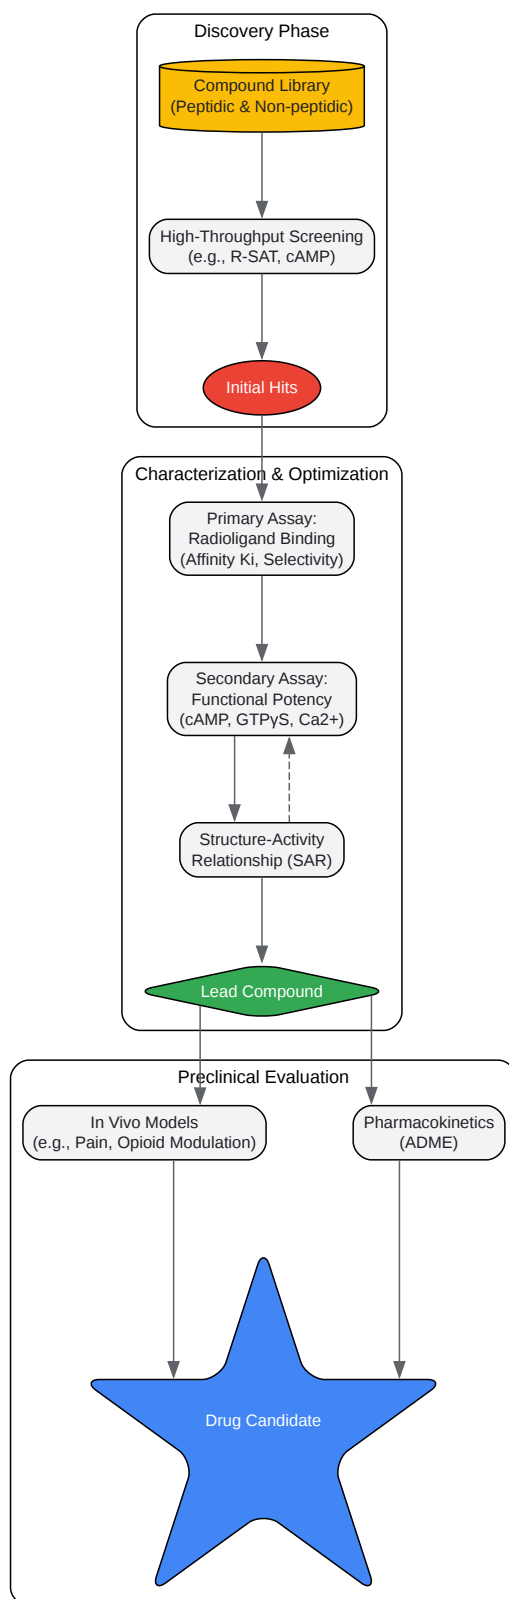 Discovery Phase
Compound Library
(Peptidic & Non-peptidic)
High-Throughput Screening
(e.g., R-SAT, cAMP)
Initial Hits
Characterization & Optimization
Primary Assay:
Radioligand Binding
(Affinity Ki, Selectivity)
Secondary Assay:
Functional Potency
(cAMP, GTPγS, Ca2+)
Structure-Activity
Relationship (SAR)
Lead Compound
Preclinical Evaluation
In Vivo Models
(e.g., Pain, Opioid Modulation)
Pharmacokinetics
(ADME)
Drug Candidate